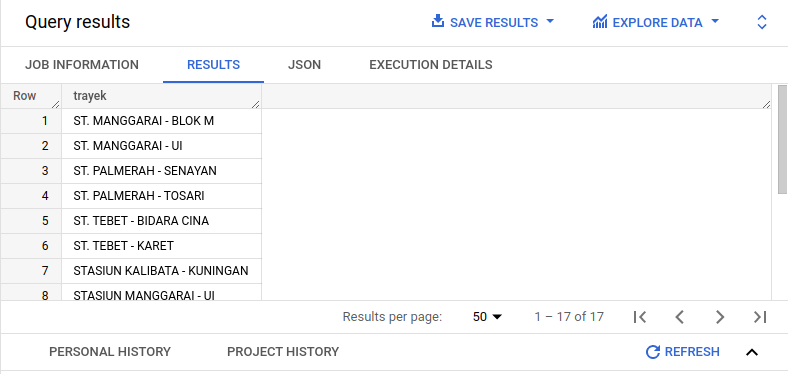 Query results SAVE RESULTS EXPLORE DATA
JOB INFORMATION RESULTS JSON EXECUTION DETAILS
Row trayek
1 ST. MANGGARAI - BLOK M
2 ST. MANGGARAI - UI
3 ST. PALMERAH - SENAYAN
4 ST. PALMERAH - TOSARI
5 ST. TEBET - BIDARA CINA
6 ST. TEBET - KARET
7 STASIUN KALIBATA - KUNINGAN
8 STASIUN MANGGARAI - UI
Results per page: 50 1 – 17 of 17
PERSONAL HISTORY PROJECT HISTORY REFRESH